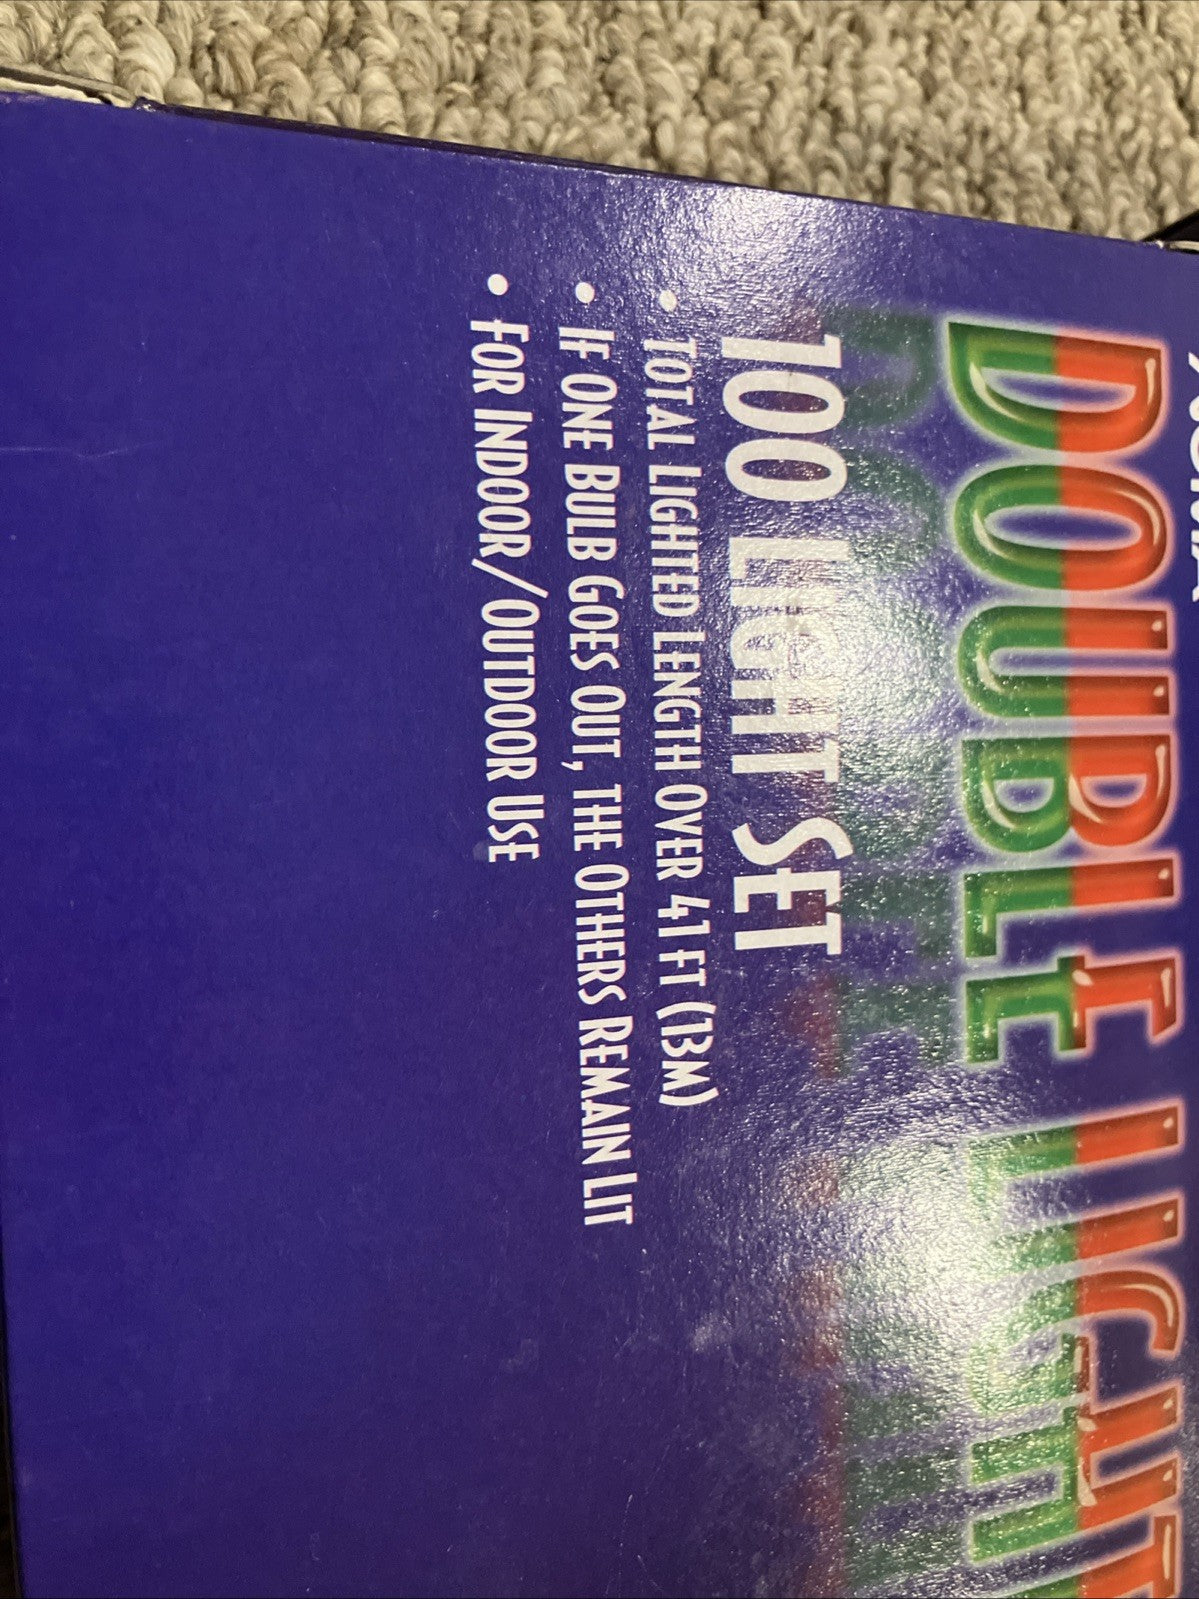 DOUBLE LIGHT
100 LIGHT SET
• TOTAL LIGHTED LENGTH OVER 41 FT (13M)
• IF ONE BULB GOES OUT, THE OTHERS REMAIN LIT
• FOR INDOOR/OUTDOOR USE